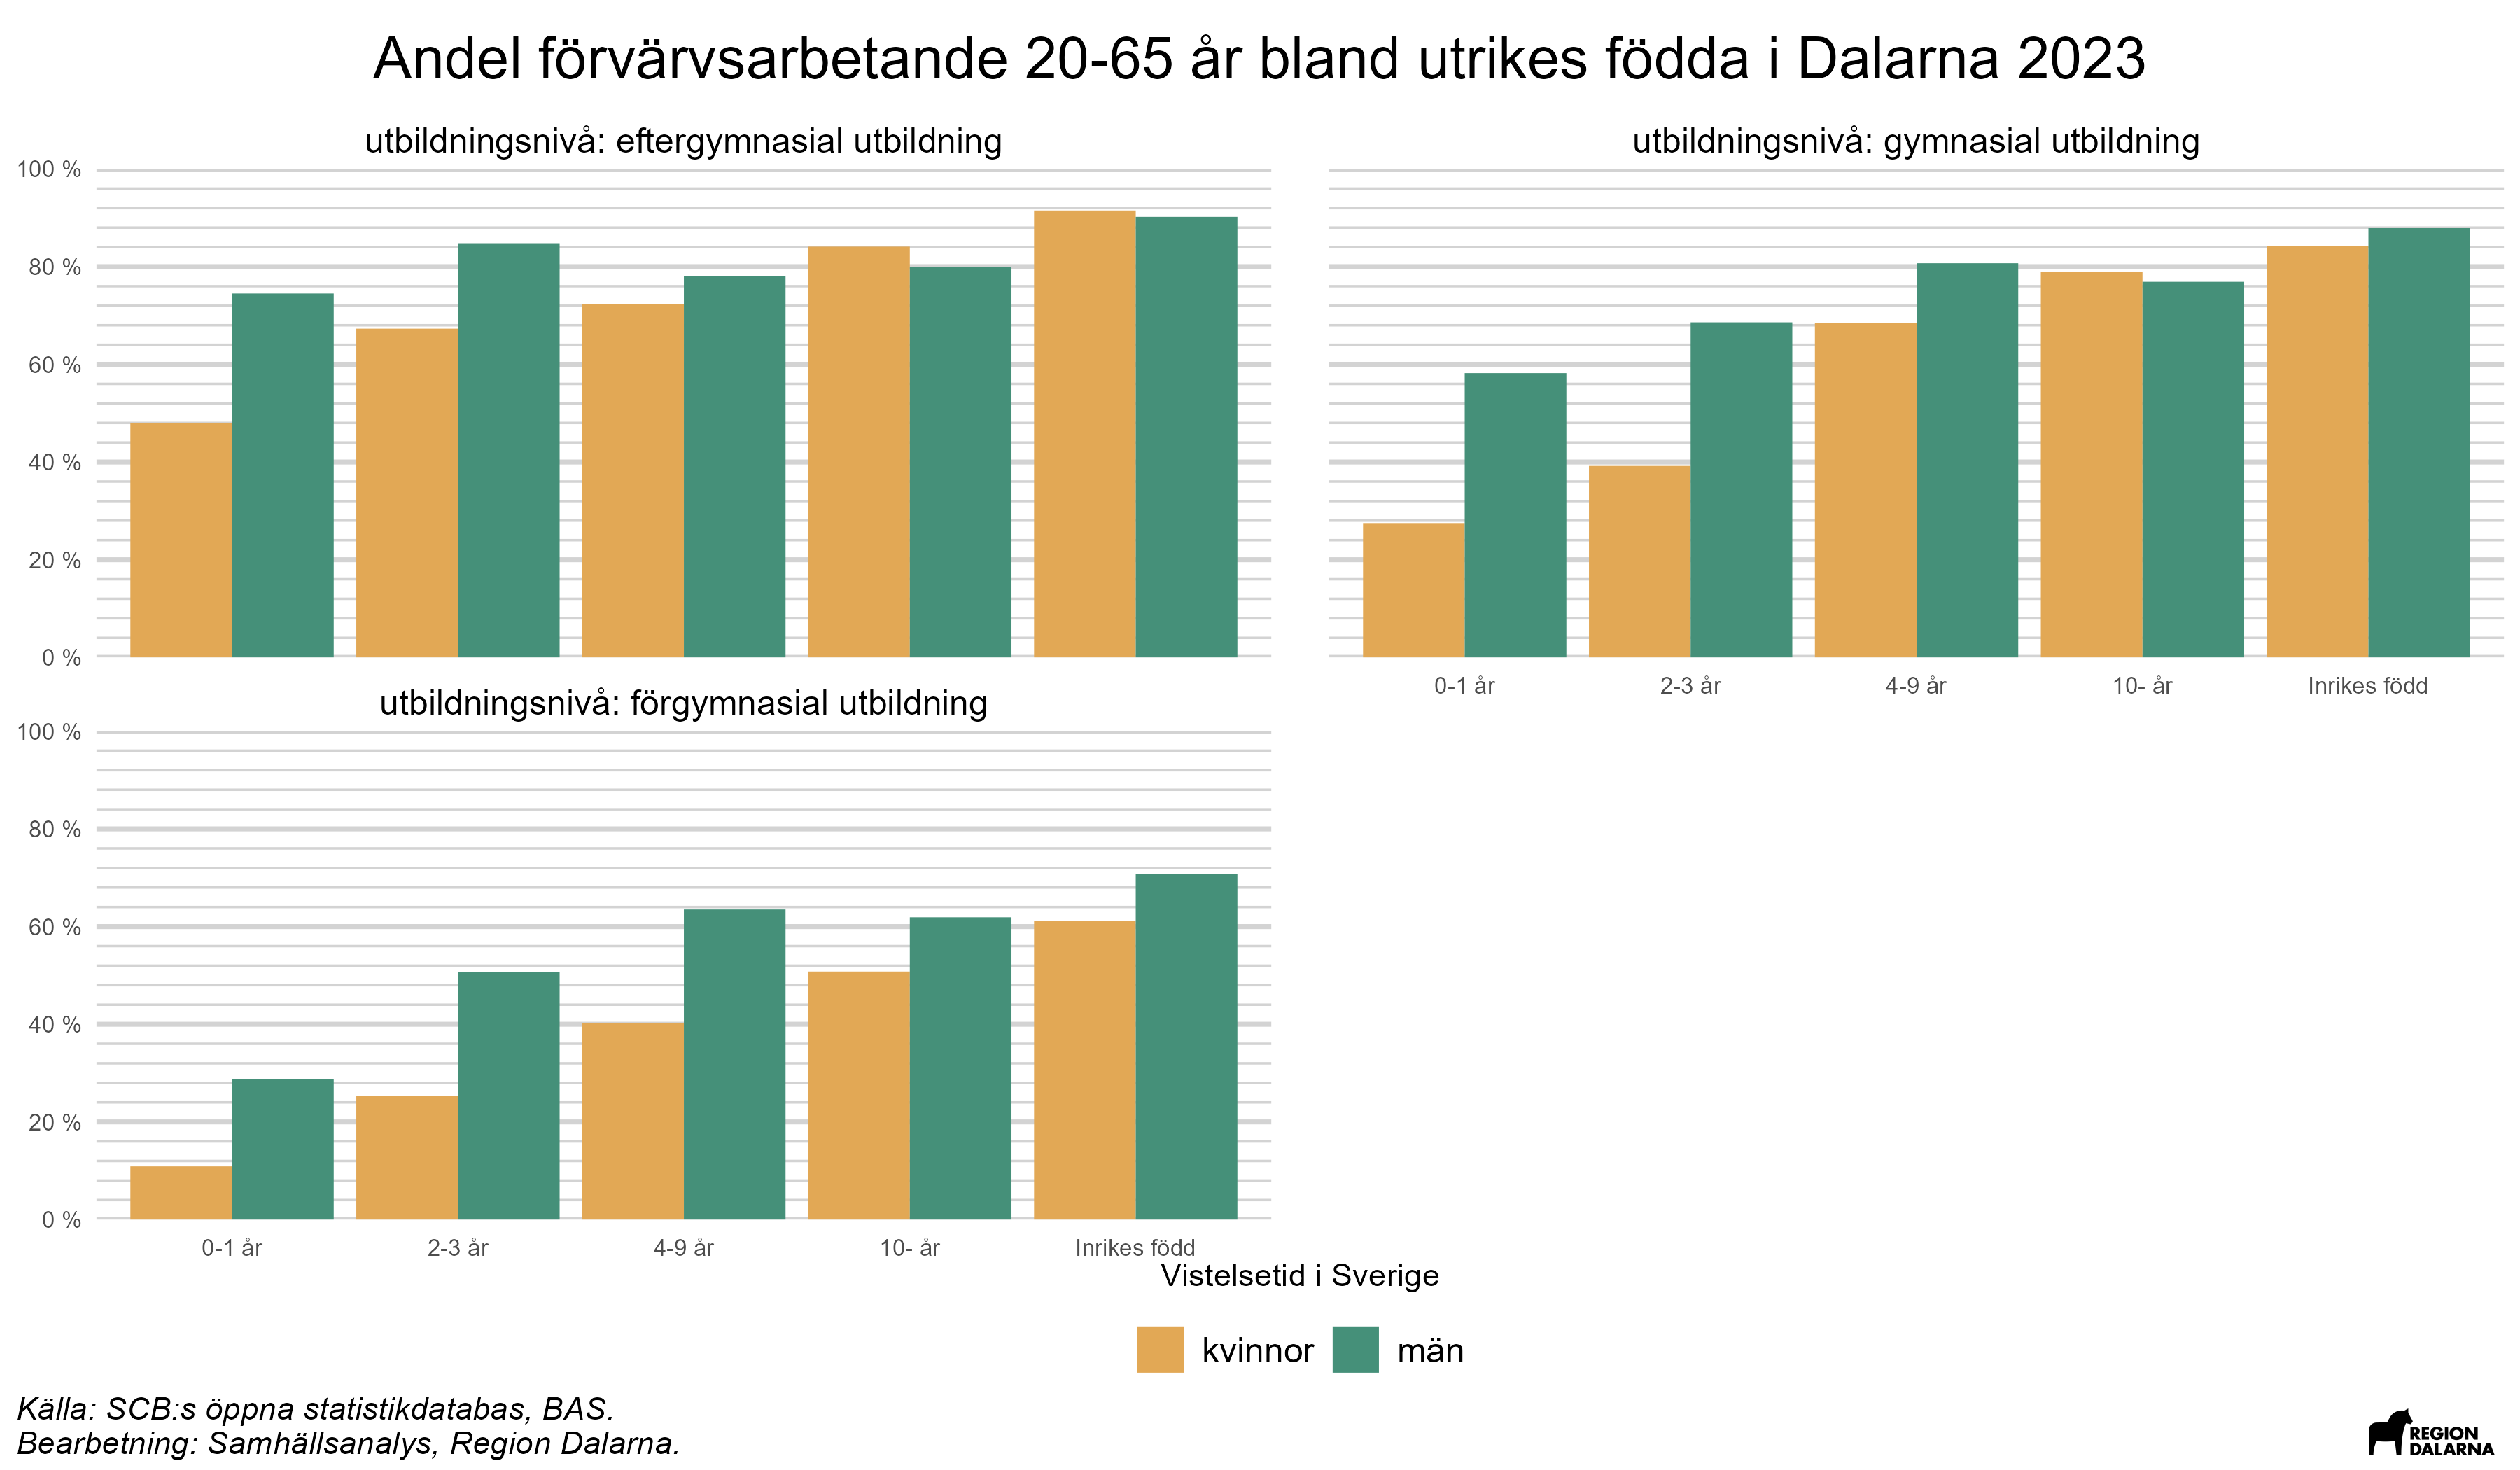 Andel förvärvsarbetande 20-65 år bland utrikes födda i Dalarna 2023
utbildningsnivå: eftergymnasial utbildning
100 %
80 %
60 %
40 %
20 %
0 %
utbildningsnivå: gymnasial utbildning
0-1 år 2-3 år 4-9 år 10- år Inrikes född
utbildningsnivå: förgymnasial utbildning
100 %
80 %
60 %
40 %
20 %
0 %
0-1 år 2-3 år 4-9 år 10- år Inrikes född
Vistelsetid i Sverige
kvinnor män
Källa: SCB:s öppna statistikdatabas, BAS.
Bearbetning: Samhällsanalys, Region Dalarna.
REGION
DALARNA